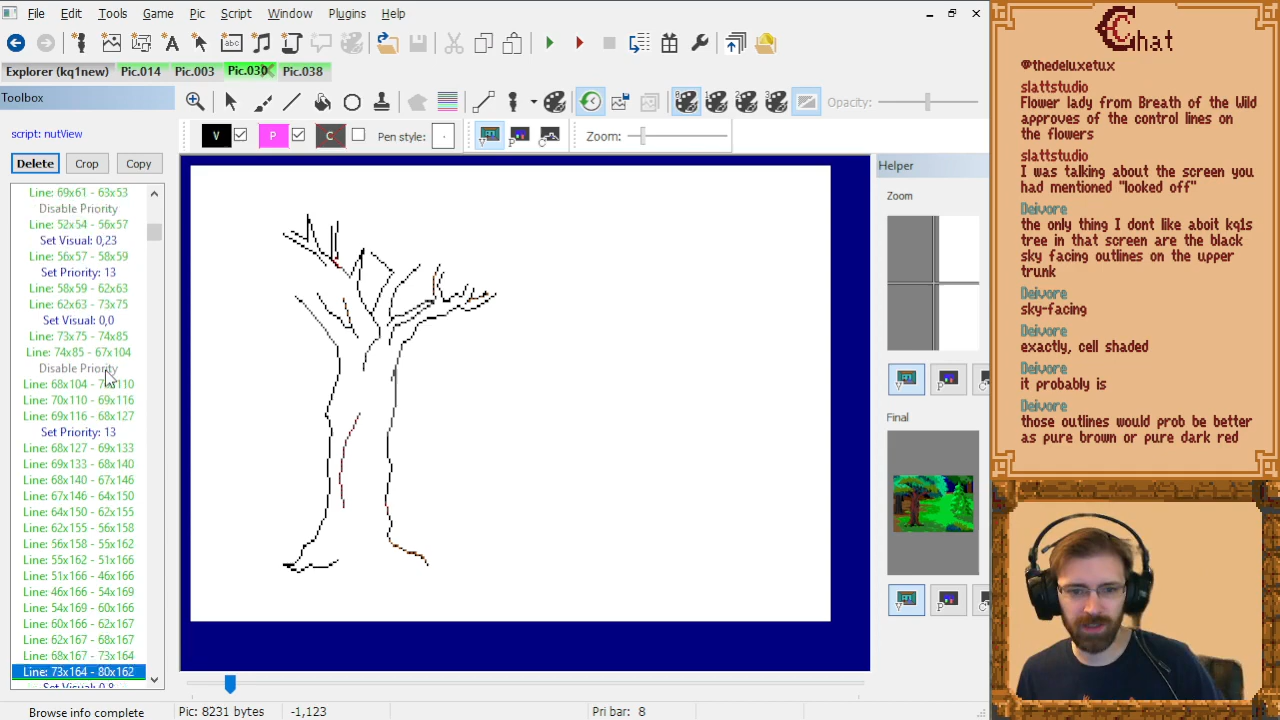 File Edit Tools Game Pic Script Window Plugins Help
Explorer (kq1new) Pic.014 Pic.003 Pic.030 Pic.038
Toolbox
script: nutView
Delete Crop Copy
Line: 69x61 - 63x53
Disable Priority
Line: 52x54 - 56x57
Set Visual: 0,23
Line: 56x57 - 58x59
Set Priority: 13
Line: 58x59 - 62x63
Line: 62x63 - 73x75
Set Visual: 0,0
Line: 73x75 - 74x85
Line: 74x85 - 67x104
Disable Priority
Line: 70x110 - 69x116
Line: 69x116 - 68x127
Set Priority: 13
Line: 68x127 - 69x133
Line: 69x133 - 68x140
Line: 68x140 - 67x146
Line: 67x146 - 64x150
Line: 64x150 - 62x155
Line: 62x155 - 56x158
Line: 56x158 - 55x162
Line: 55x162 - 51x166
Line: 51x166 - 46x166
Line: 46x166 - 54x169
Line: 54x169 - 60x166
Line: 60x166 - 62x167
Line: 62x167 - 68x167
Line: 68x167 - 73x164
Line: 73x164 - 80x162
Set Visual: 0,8
Opacity:
V P C Pen style: V P C Zoom:
Helper
Zoom
V P
Final
V P C
Browse info complete Pic: 8231 bytes -1,123 Pri bar: 8
Chat
@thedeluxetux
slattstudio
Flower lady from Breath of the Wild
approves of the control lines on
the flowers
slattstudio
I was talking about the screen you
had mentioned "looked off"
Deivore
the only thing I dont like aboit kq1s
tree in that screen are the black
sky facing outlines on the upper
trunk
Deivore
sky-facing
Deivore
exactly, cell shaded
Deivore
it probably is
Deivore
those outlines would prob be better
as pure brown or pure dark red